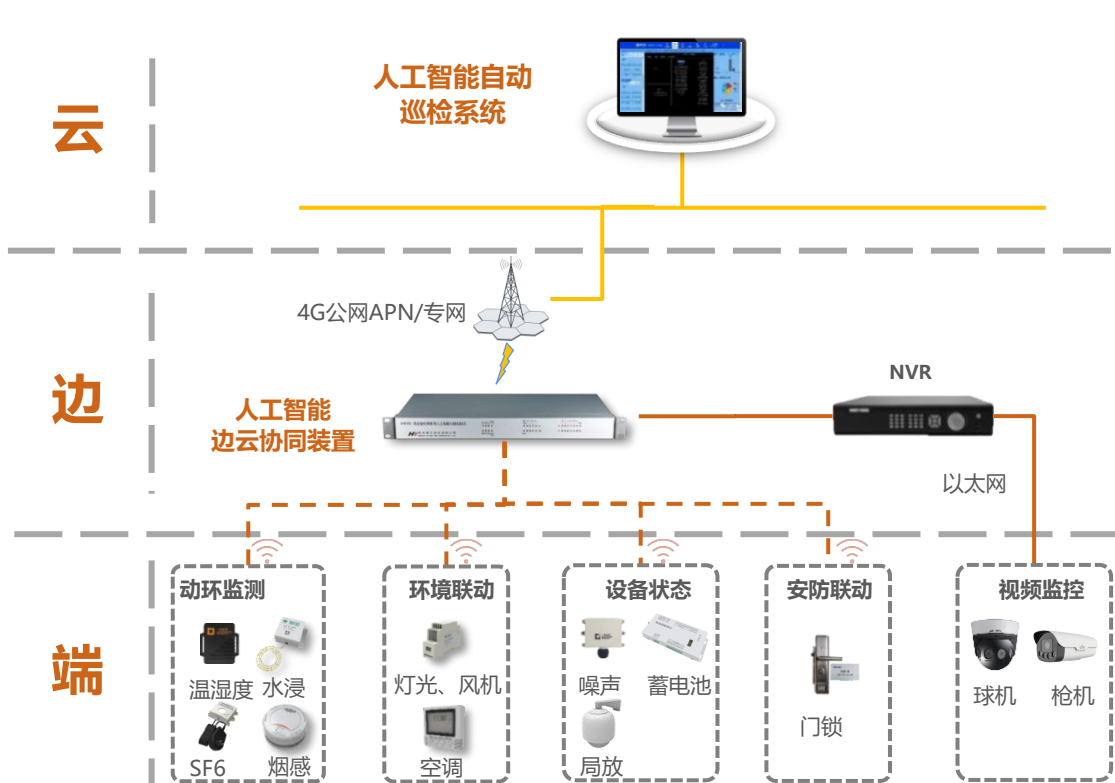 云
人工智能自动
巡检系统
边
4G公网APN/专网
NVR
人工智能
边云协同装置
以太网
端
动环监测
环境联动
设备状态
安防联动
视频监控
温湿度
水浸
灯光、风机
噪声
蓄电池
门锁
球机
枪机
SF6
烟感
空调
局放